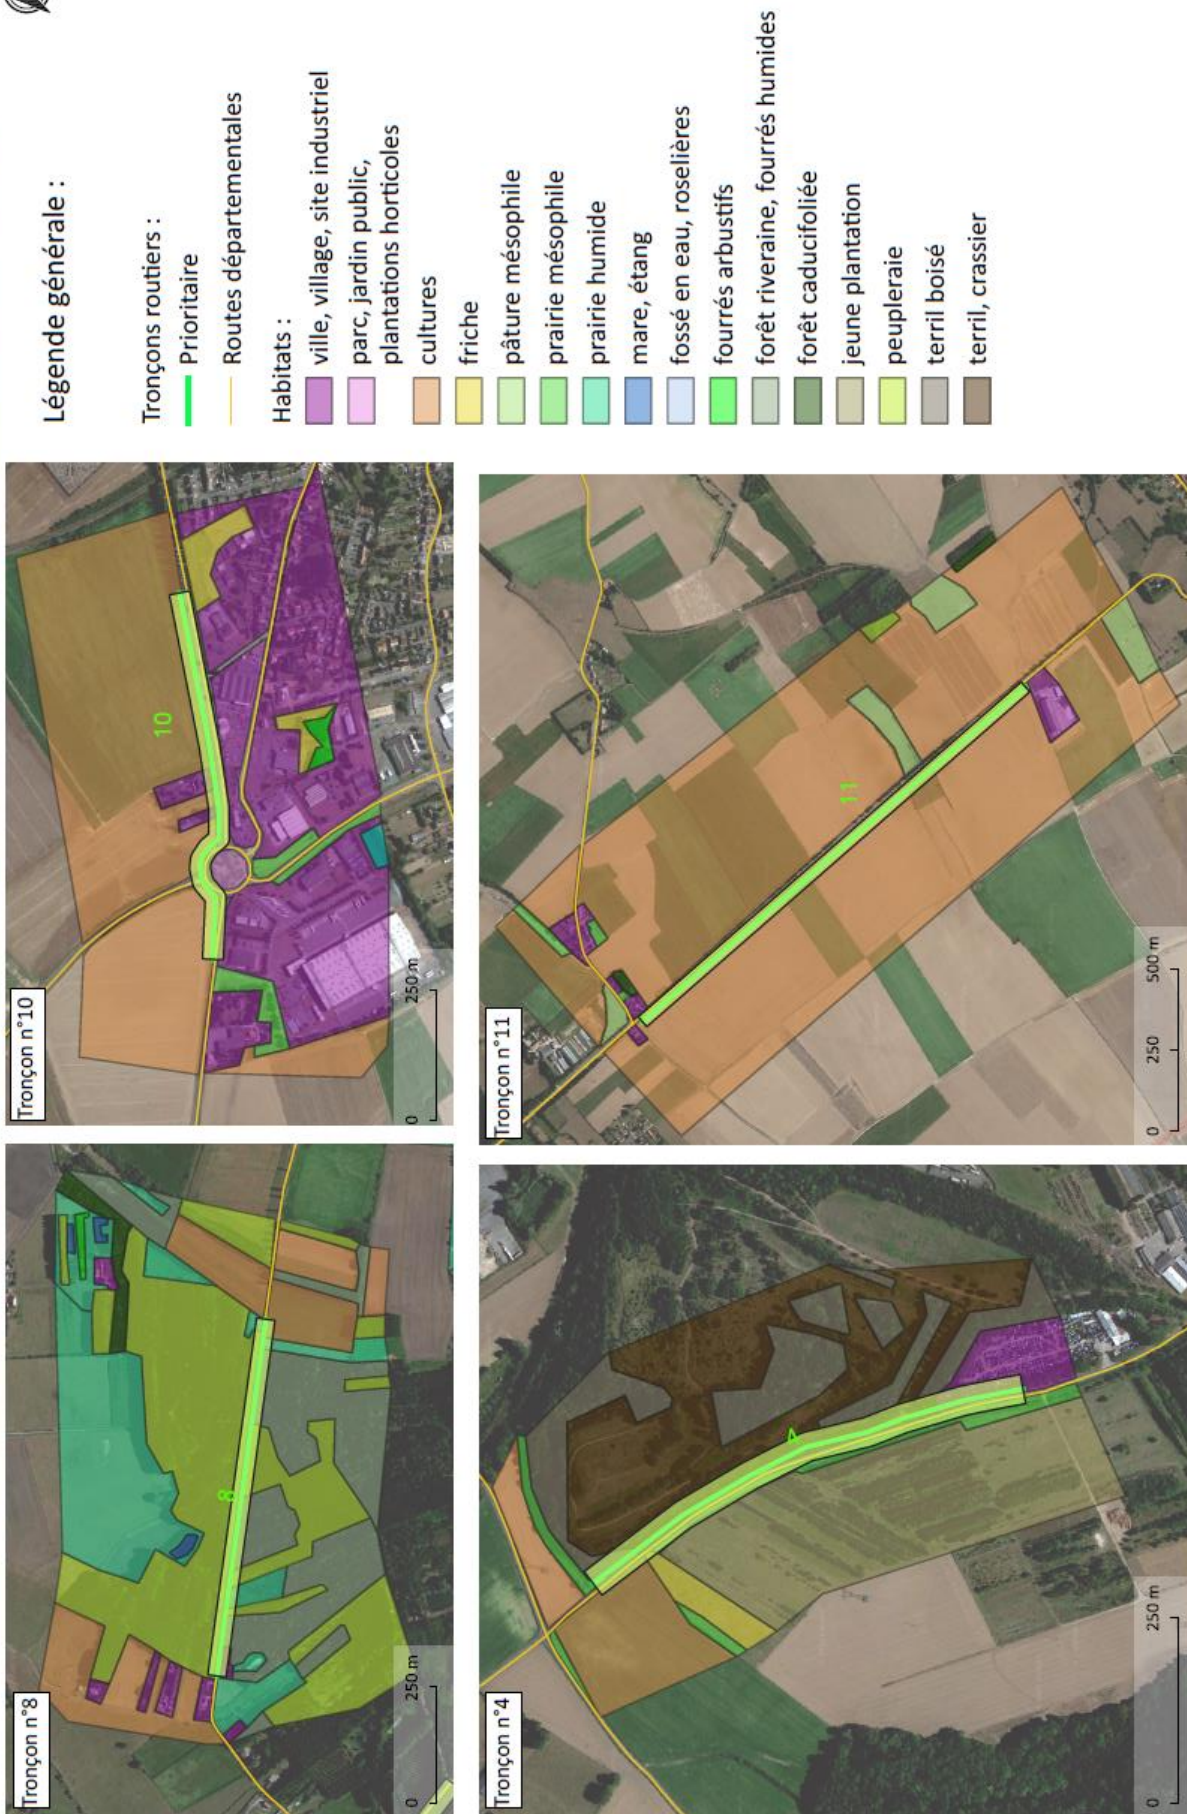 Tronçon n°8
8
0 250 m
Tronçon n°10
10
0 250 m
Légende générale :
Tronçons routiers :
Prioritaire
Routes départementales
Habitats :
ville, village, site industriel
parc, jardin public,
plantations horticoles
cultures
friche
pâture mésophile
prairie mésophile
prairie humide
mare, étang
fossé en eau, roselières
fourrés arbustifs
forêt riveraine, fourrés humides
forêt caducifoliée
jeune plantation
peupleraie
terril boisé
terril, crassier
Tronçon n°4
4
0 250 m
Tronçon n°11
11
0 250 500 m